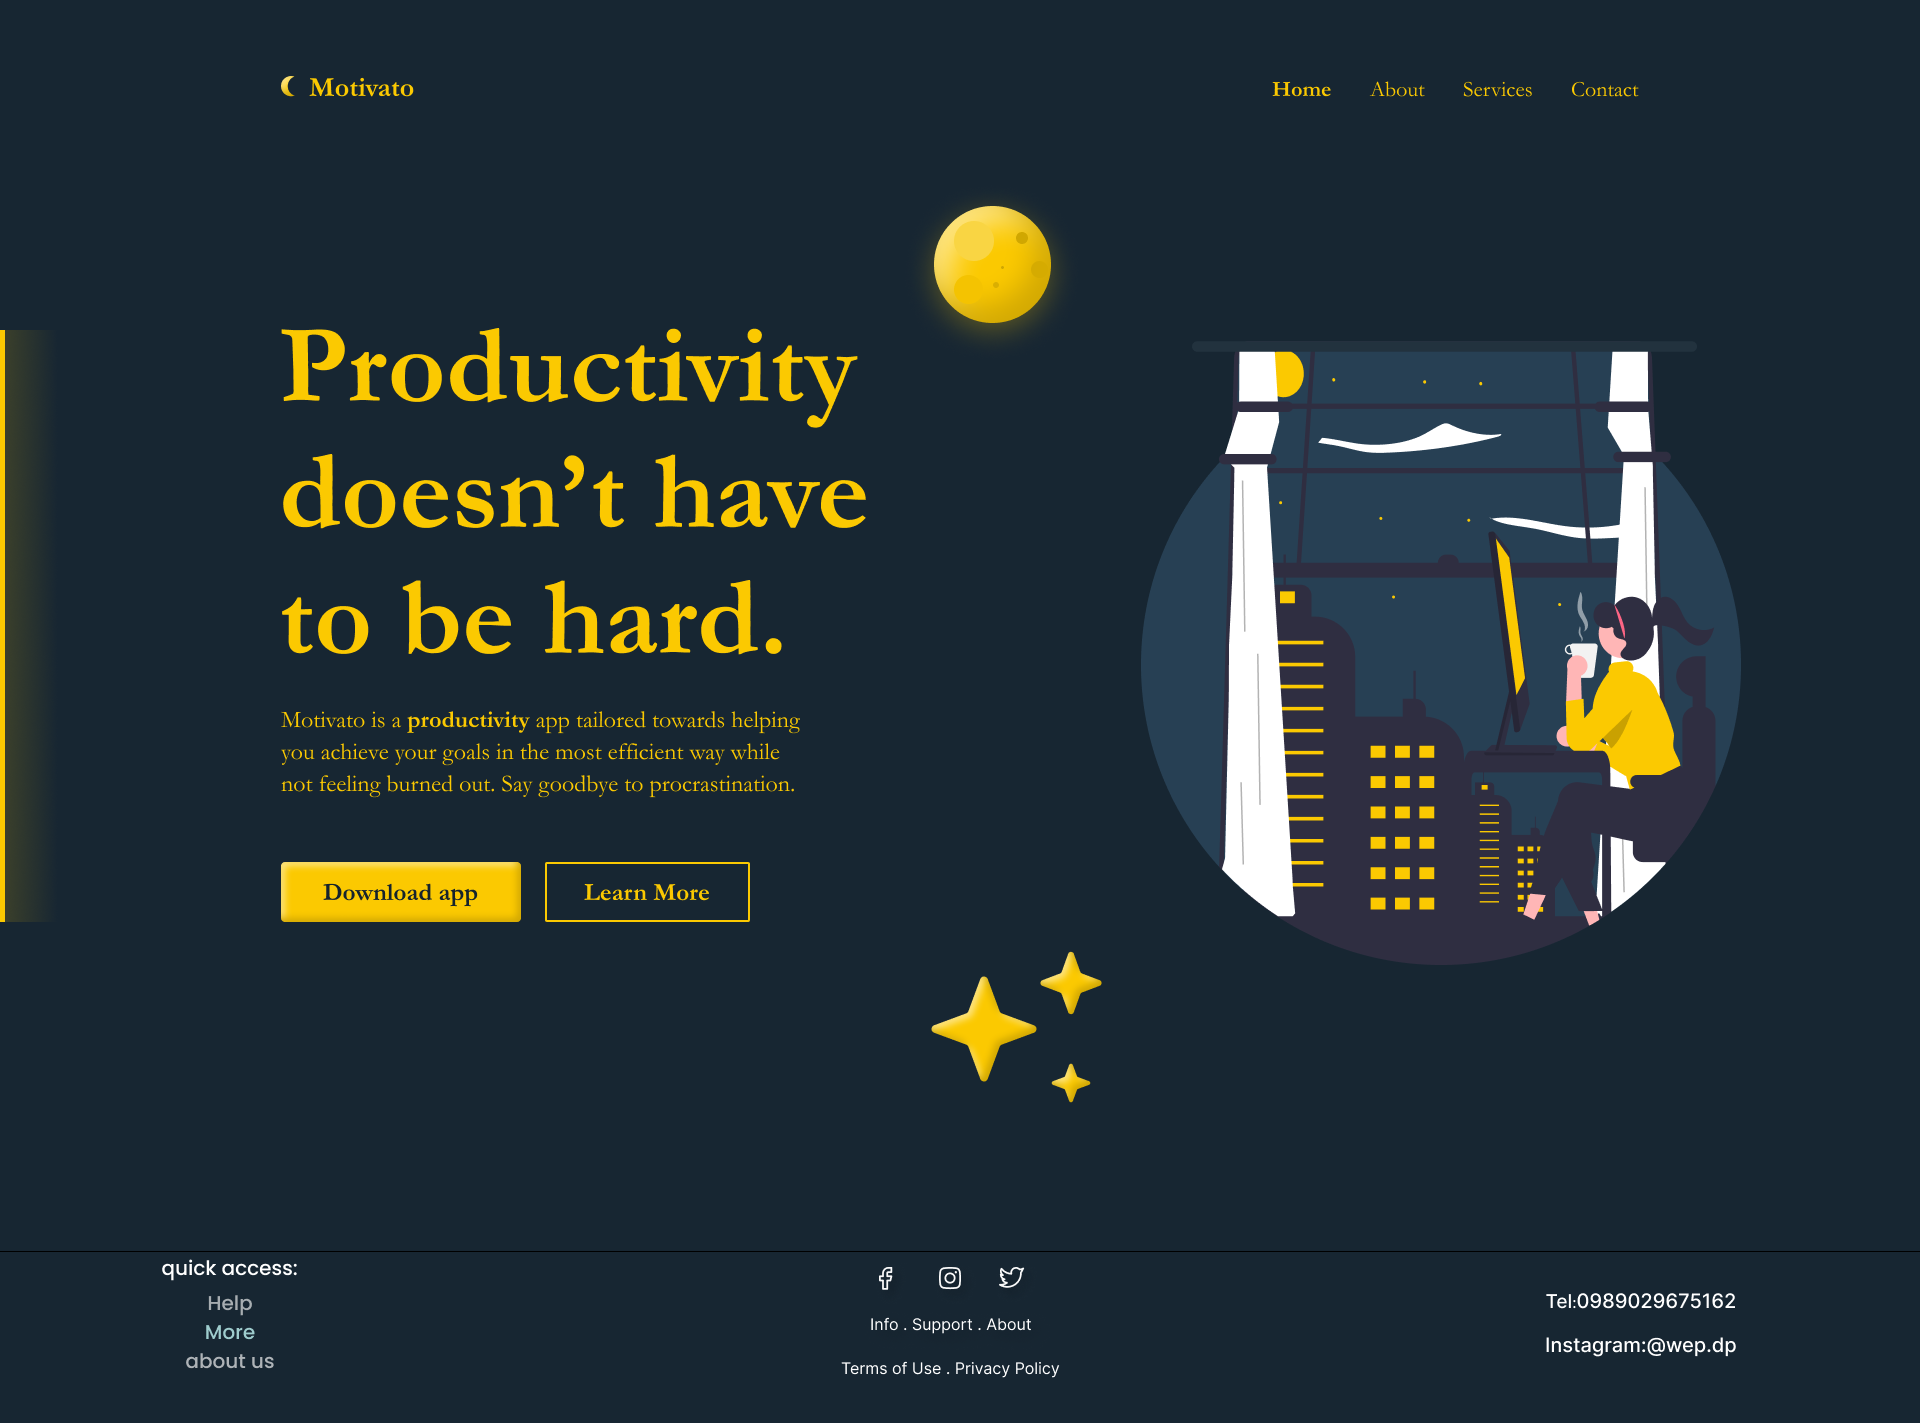 Motivato
Home About Services Contact
Productivity
doesn’t have
to be hard.
Motivato is a productivity app tailored towards helping
you achieve your goals in the most efficient way while
not feeling burned out. Say goodbye to procrastination.
Download app
Learn More
quick access:
Help
More
about us
Info . Support . About
Terms of Use . Privacy Policy
Tel:0989029675162
Instagram:@wep.dp